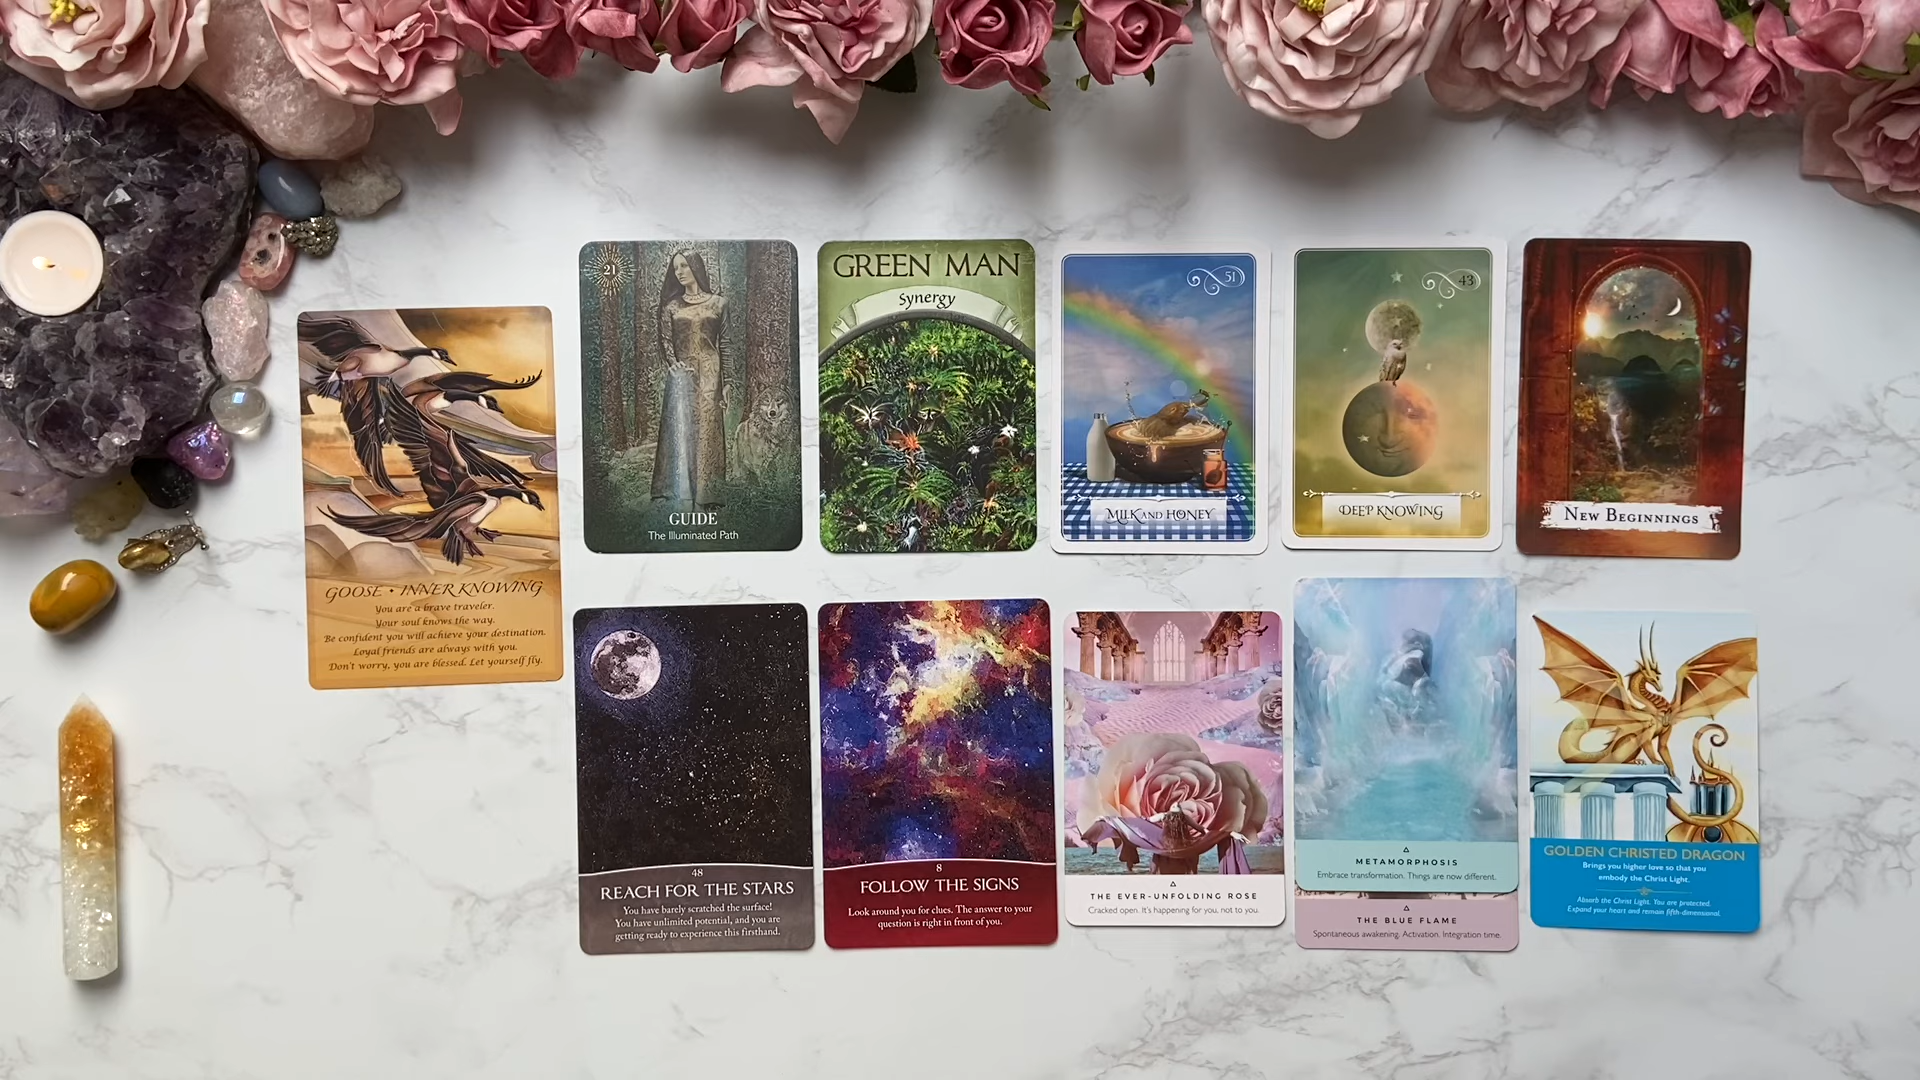 GOOSE • INNER KNOWING
You are a brave traveler.
Your soul knows the way.
Be confident you will achieve your destination.
Loyal friends are always with you.
Don't worry, you are blessed. Let yourself fly.
21
GUIDE
The Illuminated Path
GREEN MAN
Synergy
51
MILK AND HONEY
43
DEEP KNOWING
NEW BEGINNINGS
48
REACH FOR THE STARS
You have barely scratched the surface!
You have unlimited potential, and you are
getting ready to experience this firsthand.
8
FOLLOW THE SIGNS
Look around you for clues. The answer to your
question is right in front of you.
THE EVER-UNFOLDING ROSE
Cracked open. It's happening for you, not to you.
METAMORPHOSIS
Embrace transformation. Things are now different.
THE BLUE FLAME
Spontaneous awakening. Activation. Integration time.
GOLDEN CHRISTED DRAGON
Brings you higher love so that you
embody the Christ Light.
Absorb the Christ Light. You are protected.
Expand your heart and remain fifth-dimensional.